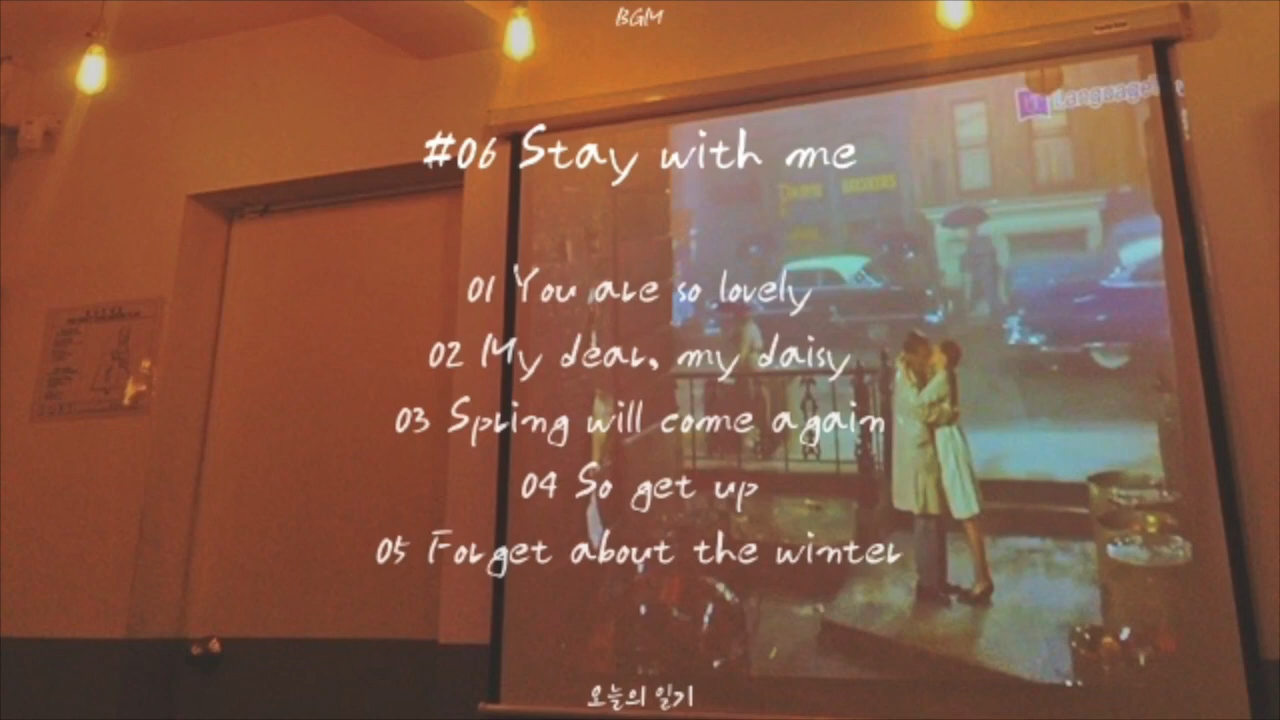 BGM
#06 Stay with me
01 You are so lovely
02 My dear, my daisy
03 Spring will come again
04 So get up
05 Forget about the winter
오늘의 일기